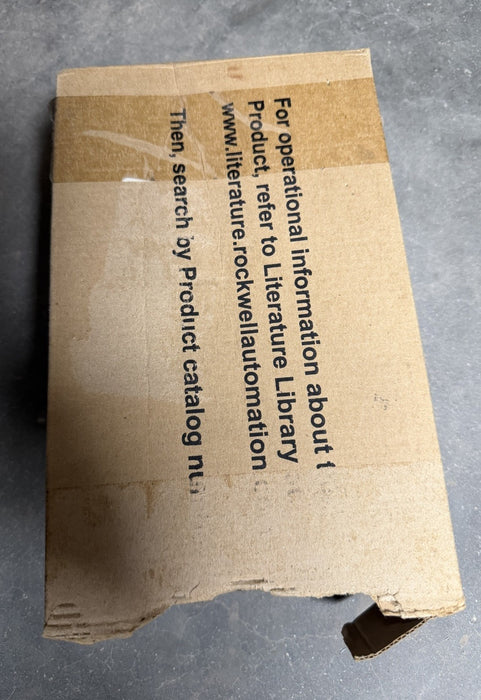 For operational information about t
Product, refer to Literature Library
www.literature.rockwellautomation
Then, search by Product catalog nu